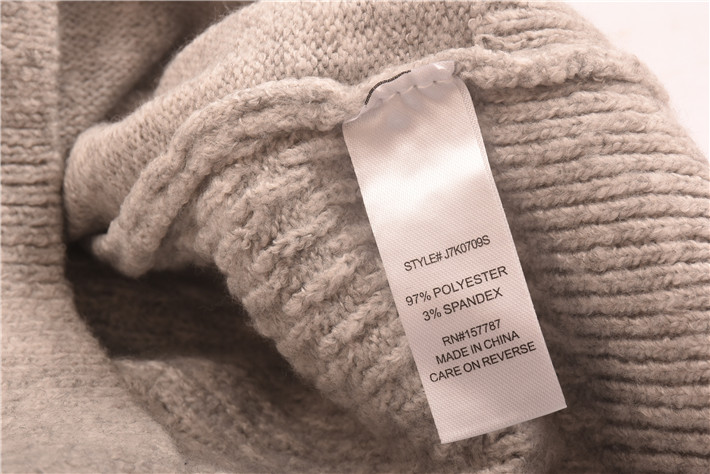 STYLE# J7K0709S
97% POLYESTER
3% SPANDEX
RN#157787
MADE IN CHINA
CARE ON REVERSE